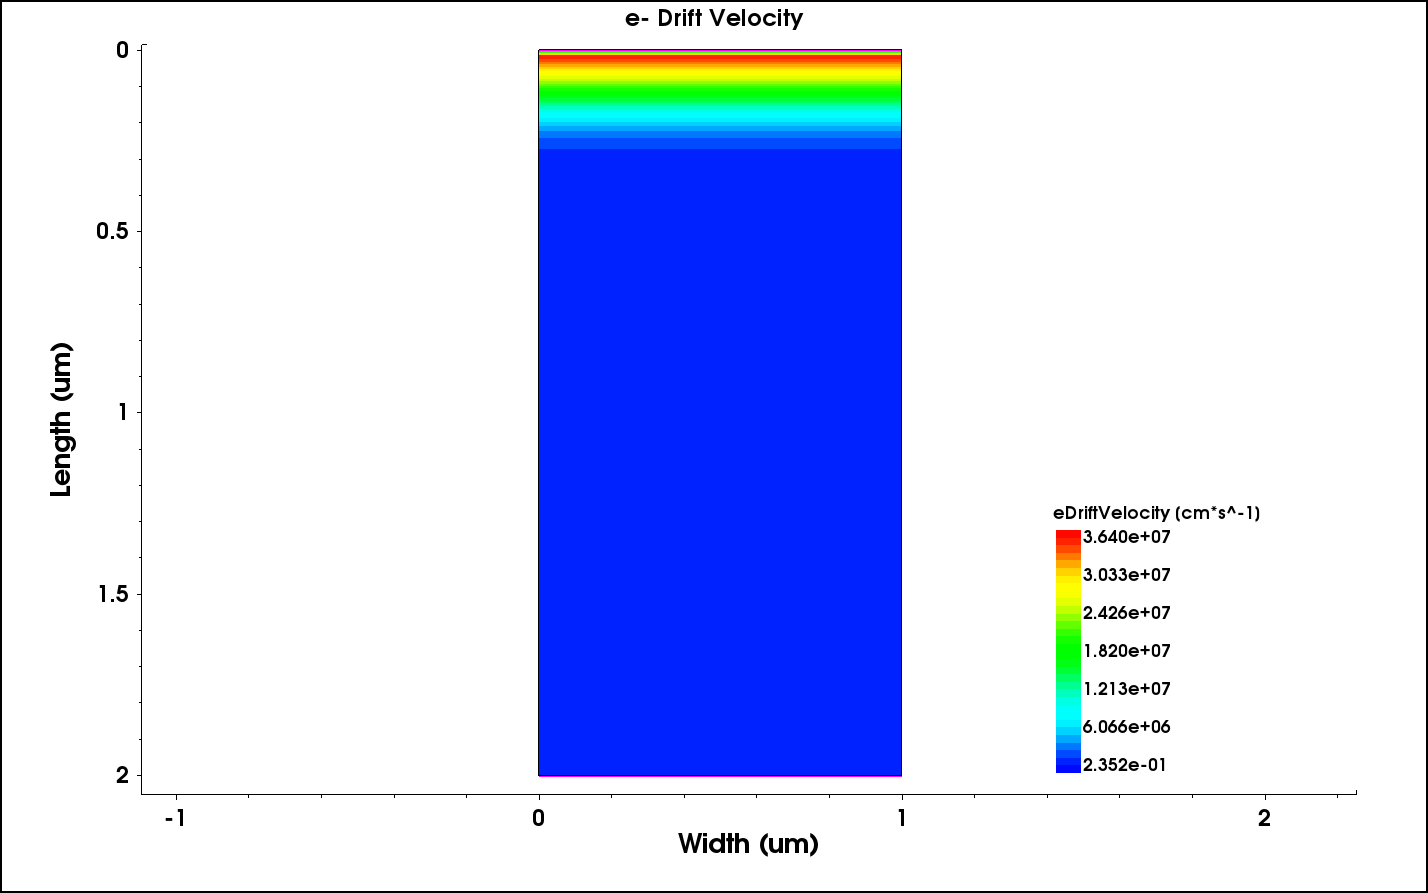 e- Drift Velocity
0
0.5
1
1.5
2
Length (um)
-1 0 1 2
Width (um)
eDriftVelocity (cm*s^-1)
3.640e+07
3.033e+07
2.426e+07
1.820e+07
1.213e+07
6.066e+06
2.352e-01